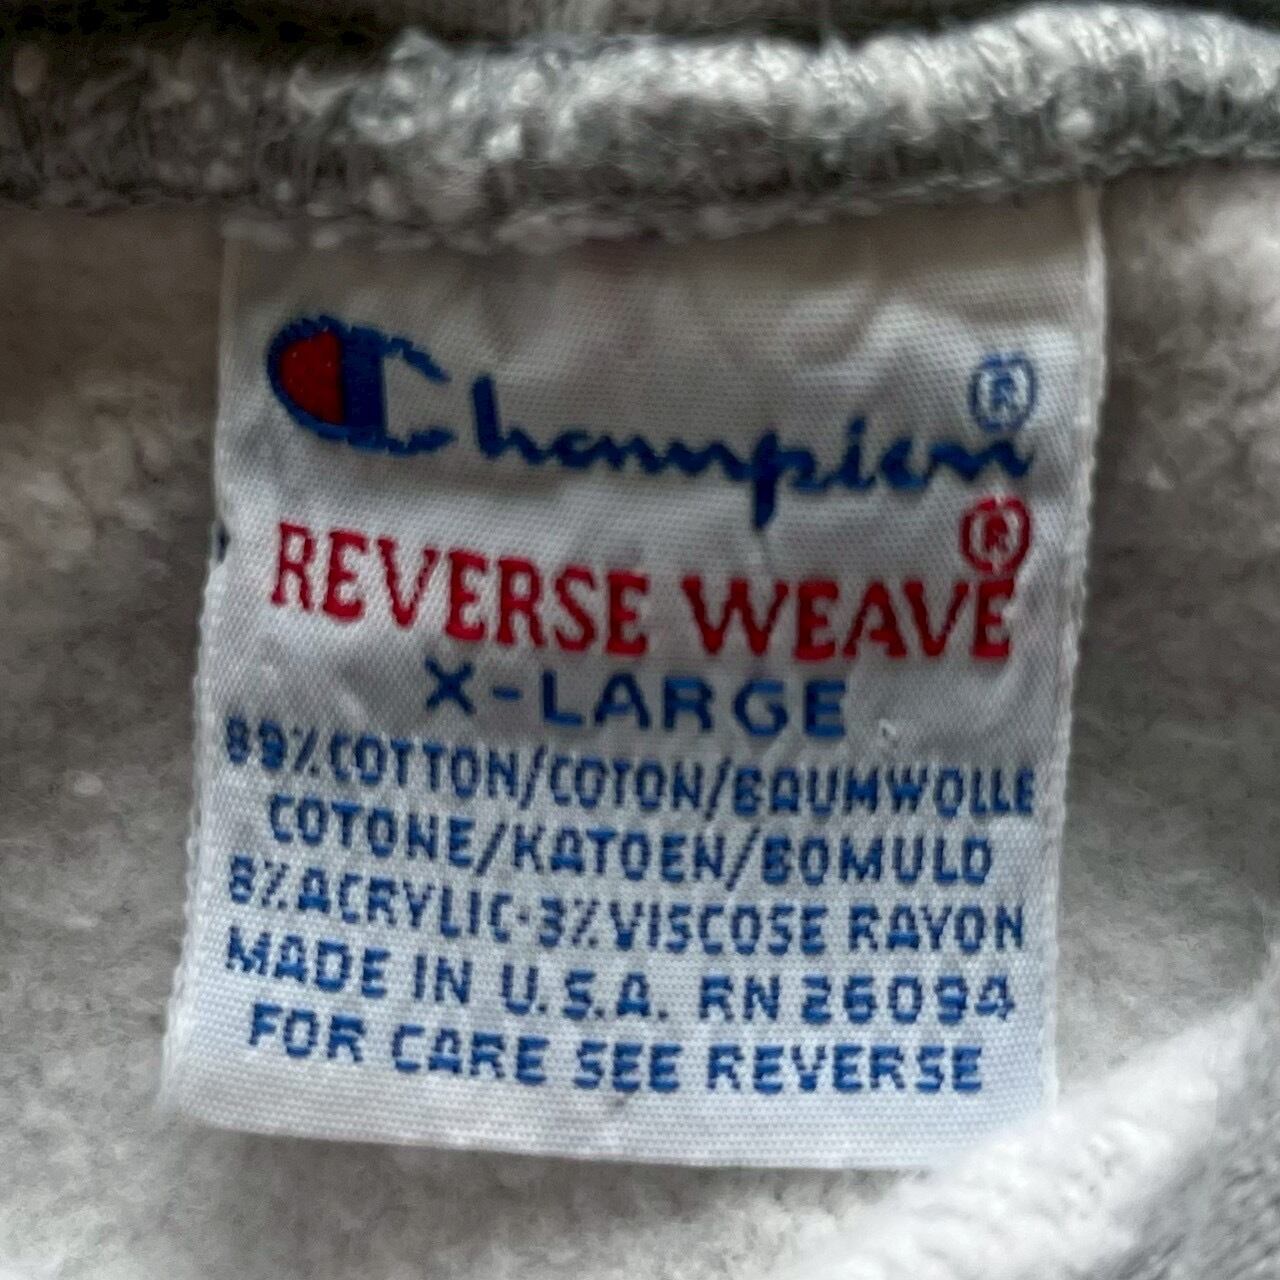 Champion®
REVERSE WEAVE®
X-LARGE
89% COTTON/COTON/BAUMWOLLE
COTONE/KATOEN/BOMULD
8% ACRYLIC·3% VISCOSE RAYON
MADE IN U.S.A. RN 26094
FOR CARE SEE REVERSE